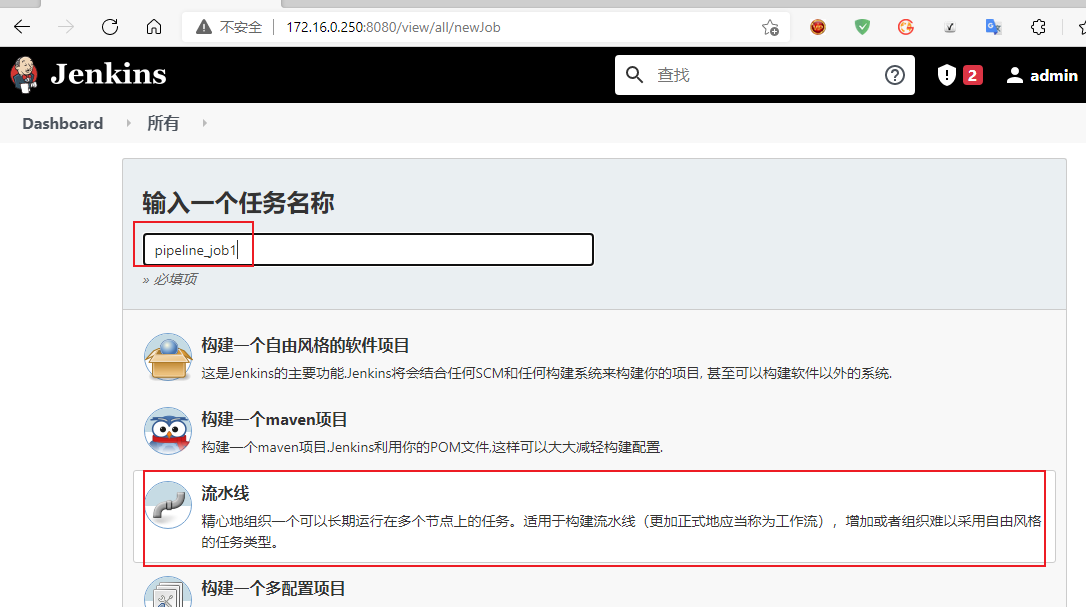 不安全 172.16.0.250:8080/view/all/newJob
Jenkins
查找
2
admin
Dashboard
所有
输入一个任务名称
pipeline_job1
» 必填项
构建一个自由风格的软件项目
这是Jenkins的主要功能.Jenkins将会结合任何SCM和任何构建系统来构建你的项目, 甚至可以构建软件以外的系统.
构建一个maven项目
构建一个maven项目.Jenkins利用你的POM文件,这样可以大大减轻构建配置.
流水线
精心地组织一个可以长期运行在多个节点上的任务。适用于构建流水线（更加正式地应当称为工作流），增加或者组织难以采用自由风格
的任务类型。
构建一个多配置项目